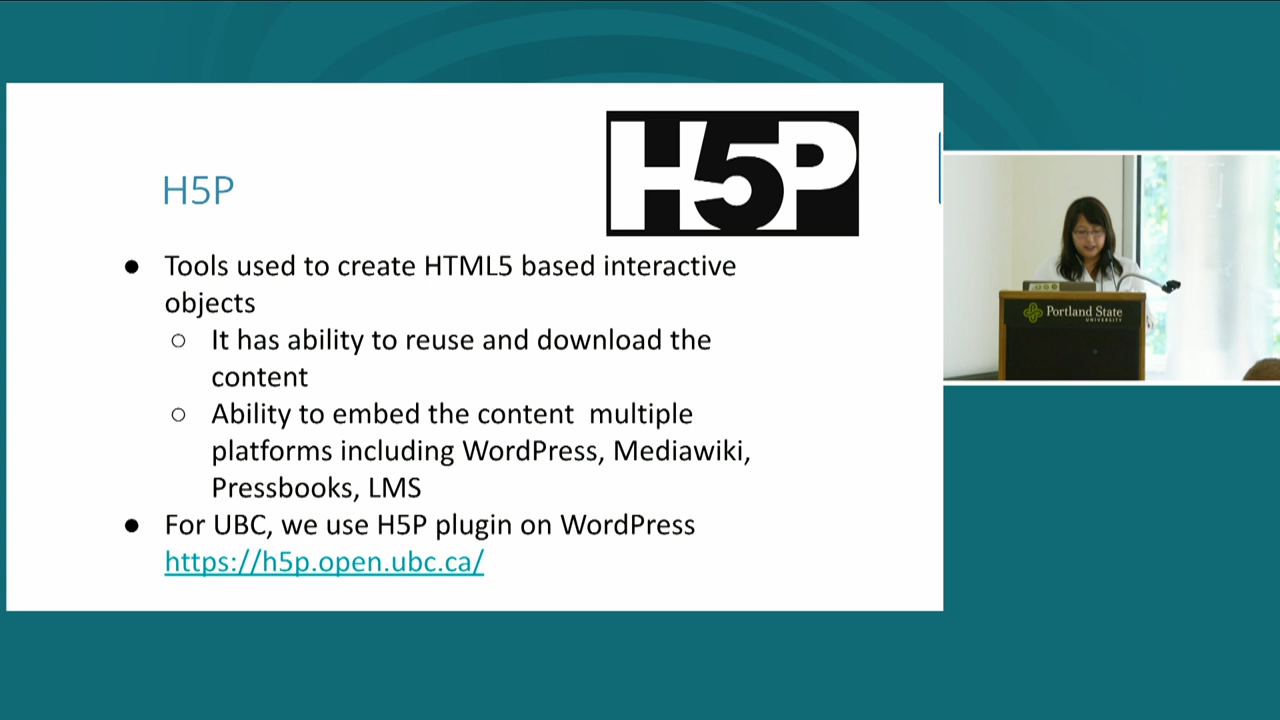 H5P
H5P
● Tools used to create HTML5 based interactive
objects
○ It has ability to reuse and download the
content
○ Ability to embed the content  multiple
platforms including WordPress, Mediawiki,
Pressbooks, LMS
● For UBC, we use H5P plugin on WordPress
https://h5p.open.ubc.ca/
Portland State
UNIVERSITY